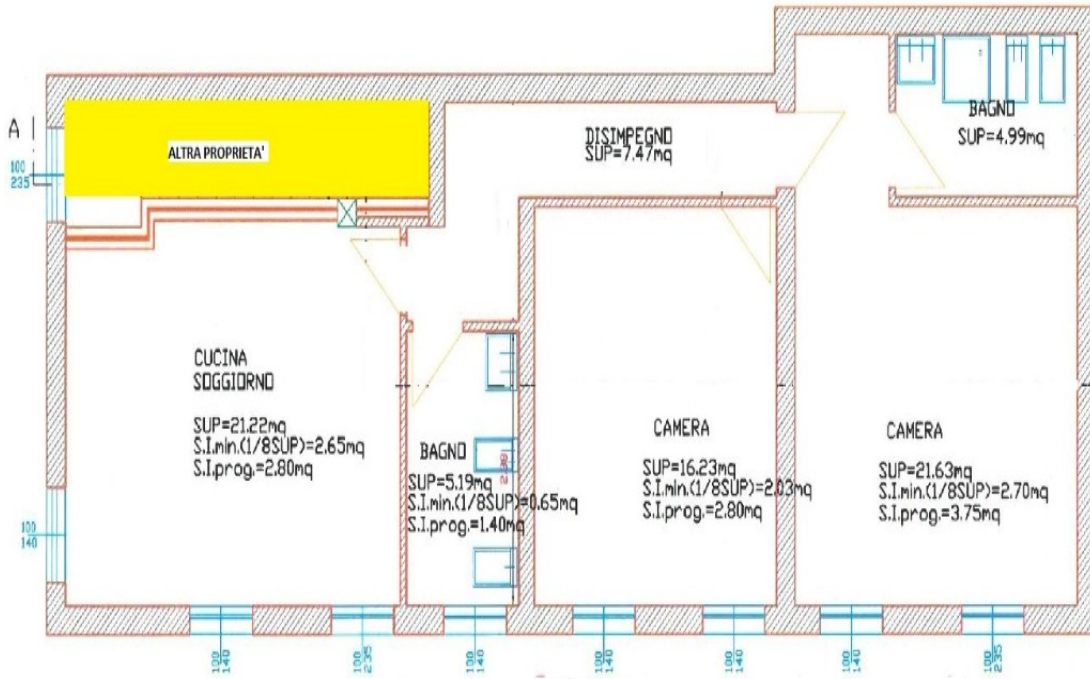 A
100
235
ALTRA PROPRIETA'
DISIMPEGNO
SUP=7.47mq
BAGNO
SUP=4.99mq
CUCINA
SOGGIORNO
SUP=21.22mq
S.I.min.(1/8SUP)=2.65mq
S.I.prog.=2.80mq
BAGNO
SUP=5.19mq
S.I.min.(1/8SUP)=0.65mq
S.I.prog.=1.40mq
CAMERA
SUP=16.23mq
S.I.min.(1/8SUP)=2.03mq
S.I.prog.=2.80mq
CAMERA
SUP=21.63mq
S.I.min.(1/8SUP)=2.70mq
S.I.prog.=3.75mq
100
140
100
140
100
235
100
140
100
140
100
140
100
140
100
235